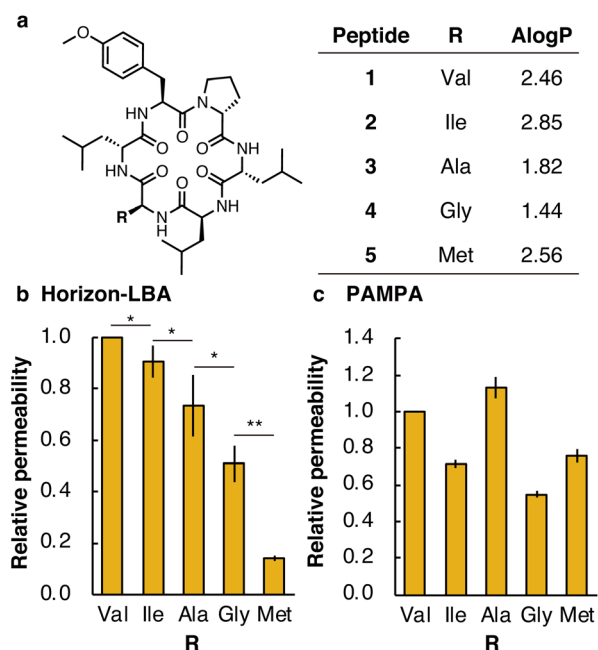 a
Peptide R AlogP
1 Val 2.46
2 Ile 2.85
3 Ala 1.82
4 Gly 1.44
5 Met 2.56
O
O
N
HN
O
O
NH
O
HN
O
O
O
NH
R
N
H
b Horizon-LBA
Relative permeability
1.0
0.8
0.6
0.4
0.2
0.0
*
*
*
**
Val Ile Ala Gly Met
R
c PAMPA
Relative permeability
1.4
1.2
1.0
0.8
0.6
0.4
0.2
0.0
Val Ile Ala Gly Met
R